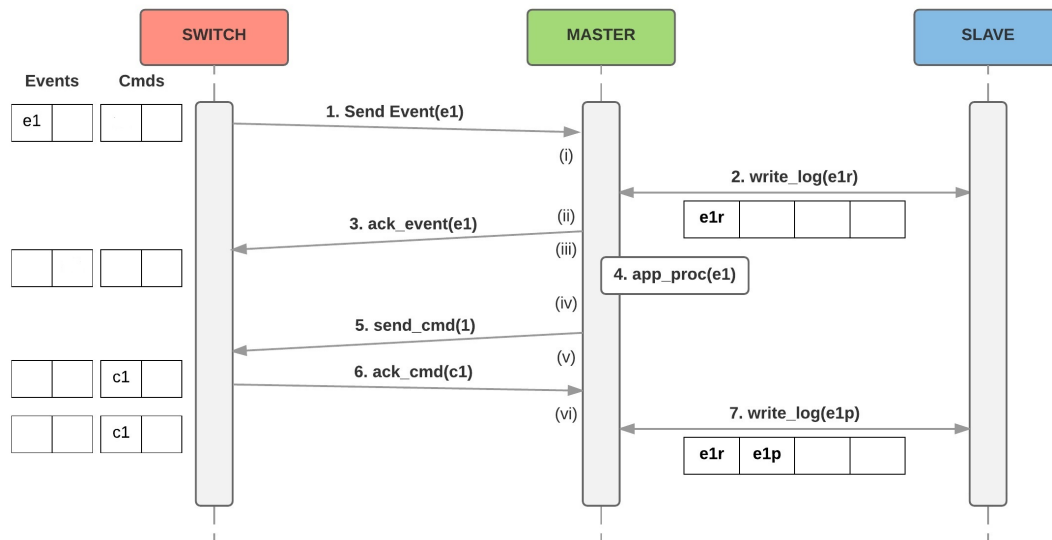 SWITCH
MASTER
SLAVE
Events
Cmds
e1
1. Send Event(e1)
(i)
2. write_log(e1r)
e1r
(ii)
3. ack_event(e1)
(iii)
4. app_proc(e1)
(iv)
5. send_cmd(1)
(v)
6. ack_cmd(c1)
c1
(vi)
7. write_log(e1p)
c1
e1r e1p